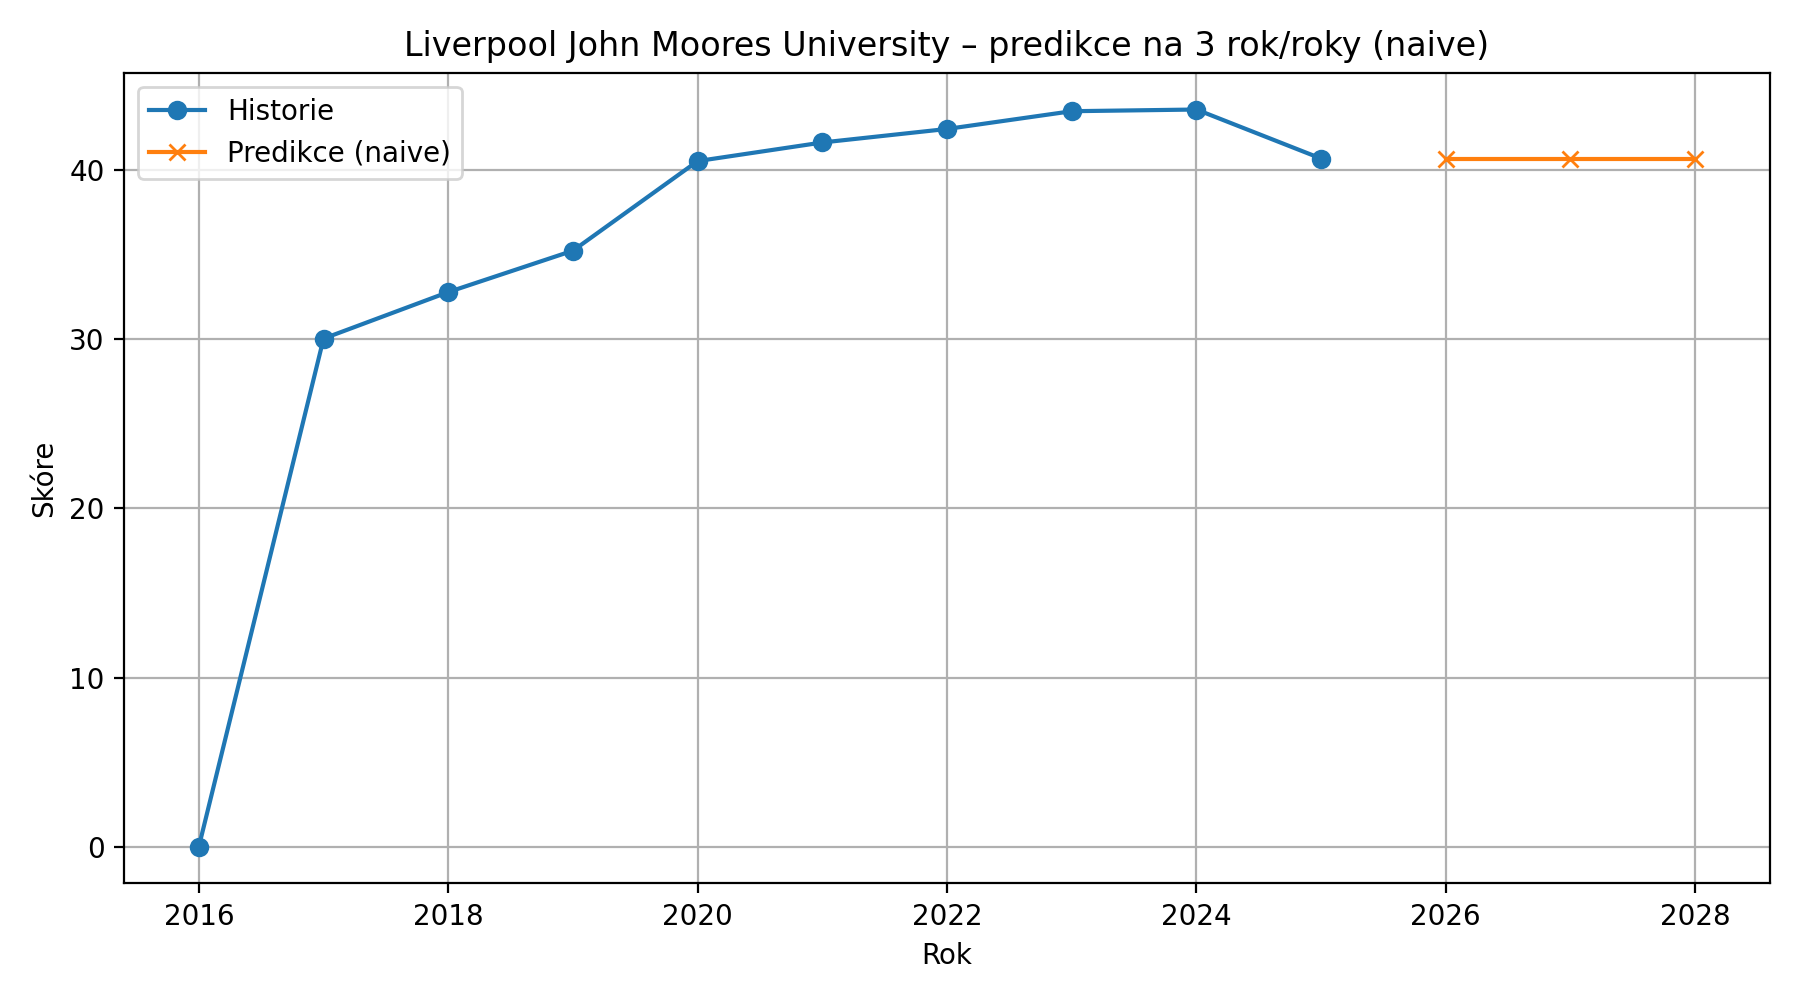 Liverpool John Moores University – predikce na 3 rok/roky (naive)
Historie
Predikce (naive)
Skóre
40
30
20
10
0
2016
2018
2020
2022
2024
2026
2028
Rok